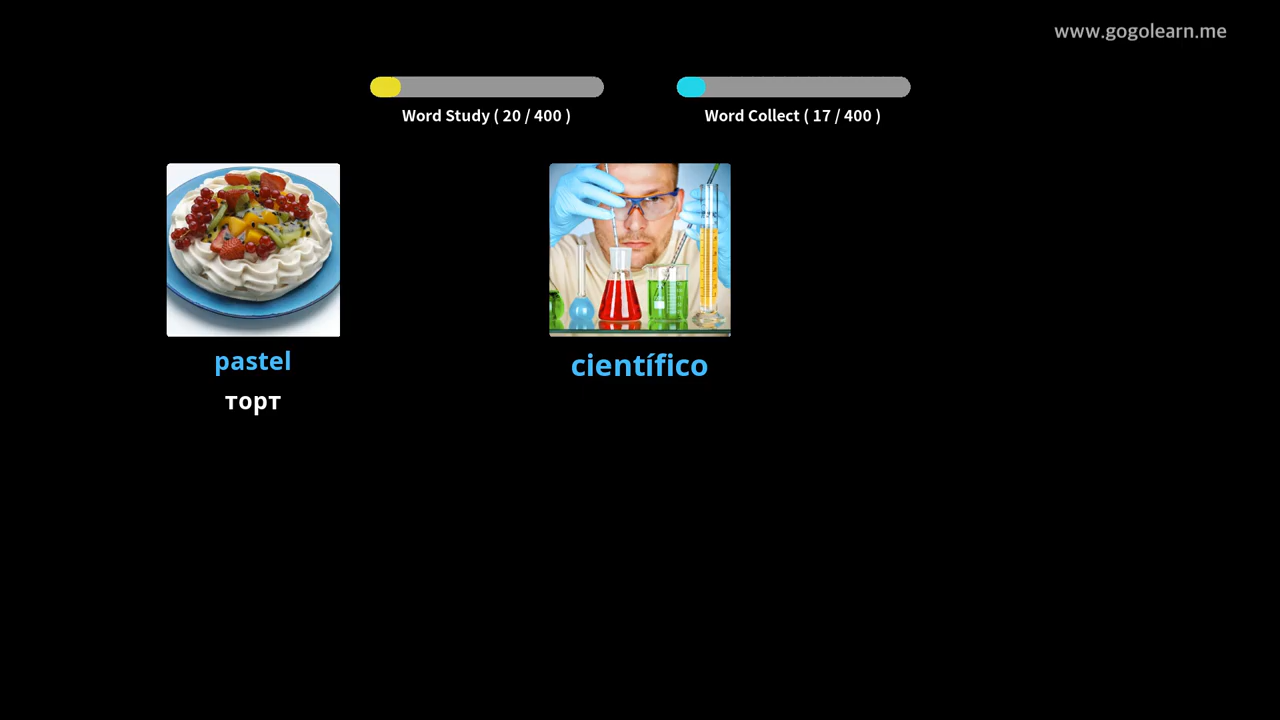 www.gogolearn.me
Word Study ( 20 / 400 )
Word Collect ( 17 / 400 )
pastel
торт
científico